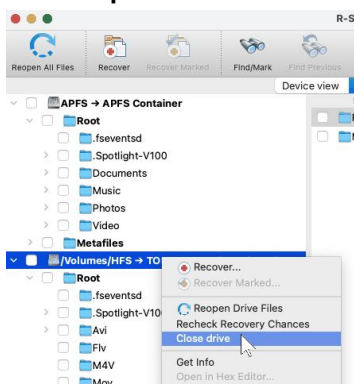 R-S
Reopen All Files Recover Recover Marked Find/Mark Find Previous
Device view
APFS → APFS Container
Root
.fseventsd
.Spotlight-V100
Documents
Music
Photos
Video
Metafiles
/Volumes/HFS → TO
Root
.fseventsd
.Spotlight-V10
Avi
Flv
M4V
Mov
Recover...
Recover Marked...
Reopen Drive Files
Recheck Recovery Chances
Close drive
Get Info
Open in Hex Editor...